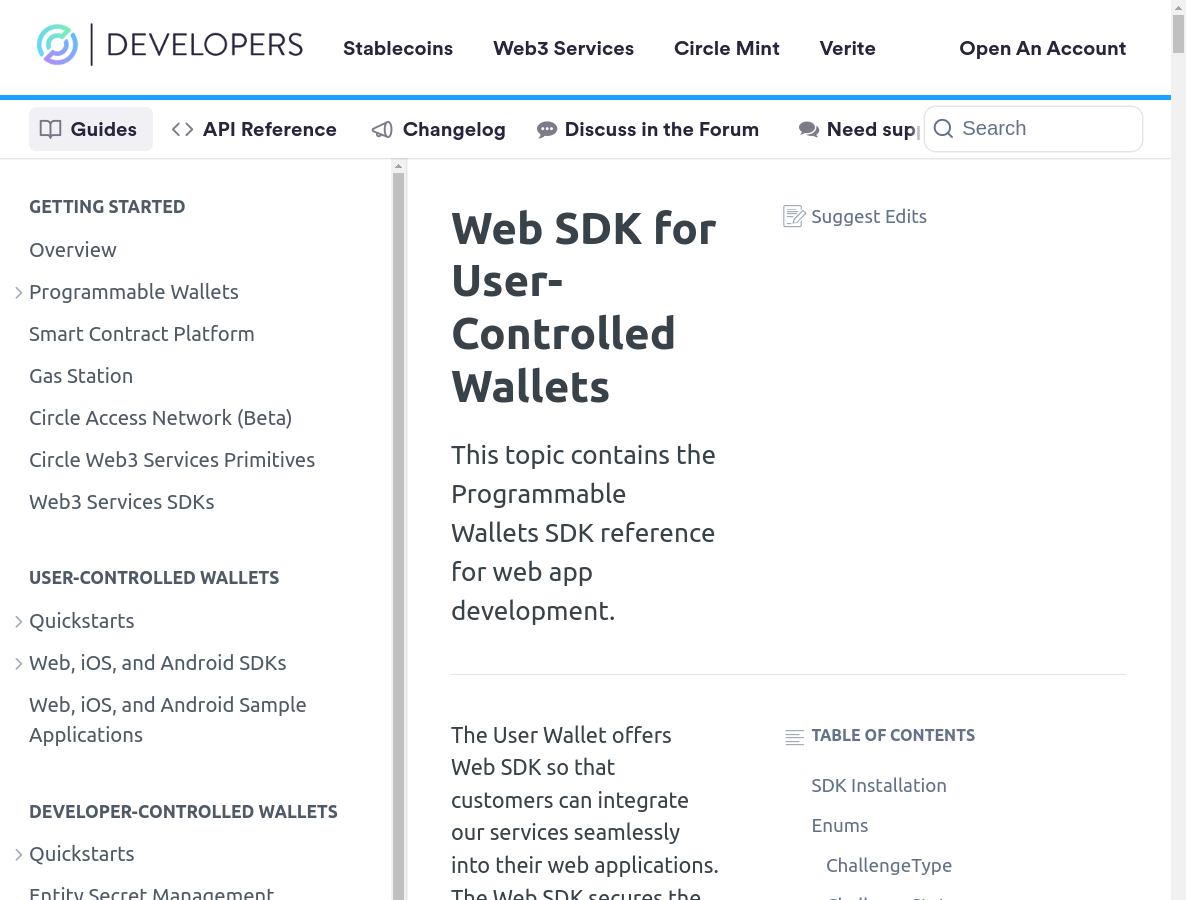 DEVELOPERS
Stablecoins
Web3 Services
Circle Mint
Verite
Open An Account
Guides
API Reference
Changelog
Discuss in the Forum
Need sup
Search
GETTING STARTED
Overview
Programmable Wallets
Smart Contract Platform
Gas Station
Circle Access Network (Beta)
Circle Web3 Services Primitives
Web3 Services SDKs
USER-CONTROLLED WALLETS
Quickstarts
Web, iOS, and Android SDKs
Web, iOS, and Android Sample
Applications
DEVELOPER-CONTROLLED WALLETS
Quickstarts
Entity Secret Management
Web SDK for
User-
Controlled
Wallets
This topic contains the
Programmable
Wallets SDK reference
for web app
development.
Suggest Edits
The User Wallet offers
Web SDK so that
customers can integrate
our services seamlessly
into their web applications.
The Web SDK secures the
TABLE OF CONTENTS
SDK Installation
Enums
ChallengeType